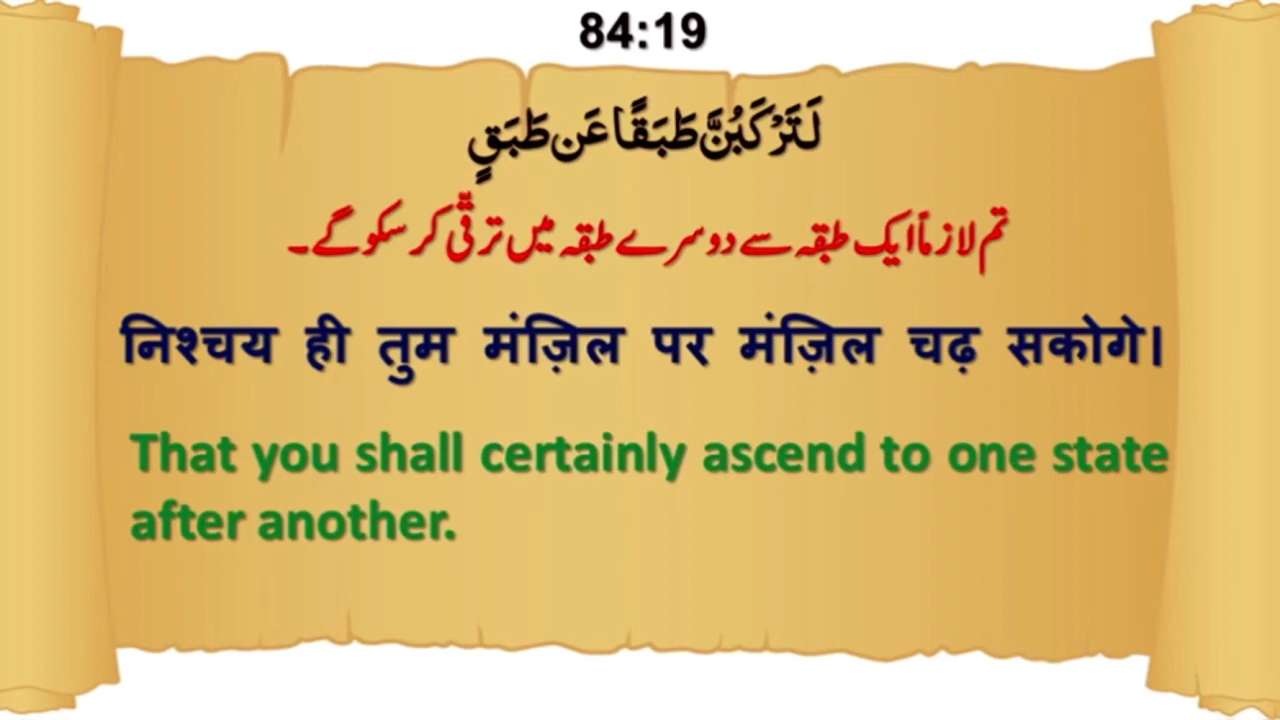 84:19
لَتَرْكَبُنَّ طَبَقًا عَن طَبَقٍ
تم لازماً ایک طبقہ سے دوسرے طبقہ میں ترقّی کر سکو گے۔
निश्चय ही तुम मंज़िल पर मंज़िल चढ़ सकोगे।
That you shall certainly ascend to one state
after another.